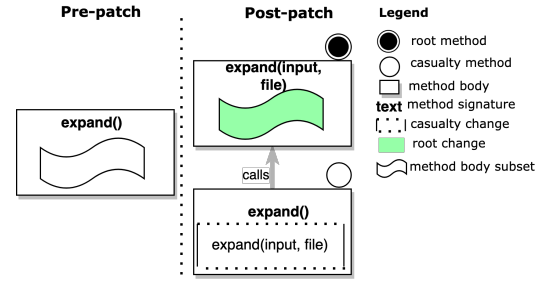 Pre-patch
Post-patch
Legend
expand()
expand(input,
file)
calls
expand()
expand(input, file)
root method
casualty method
method body
text method signature
casualty change
root change
method body subset